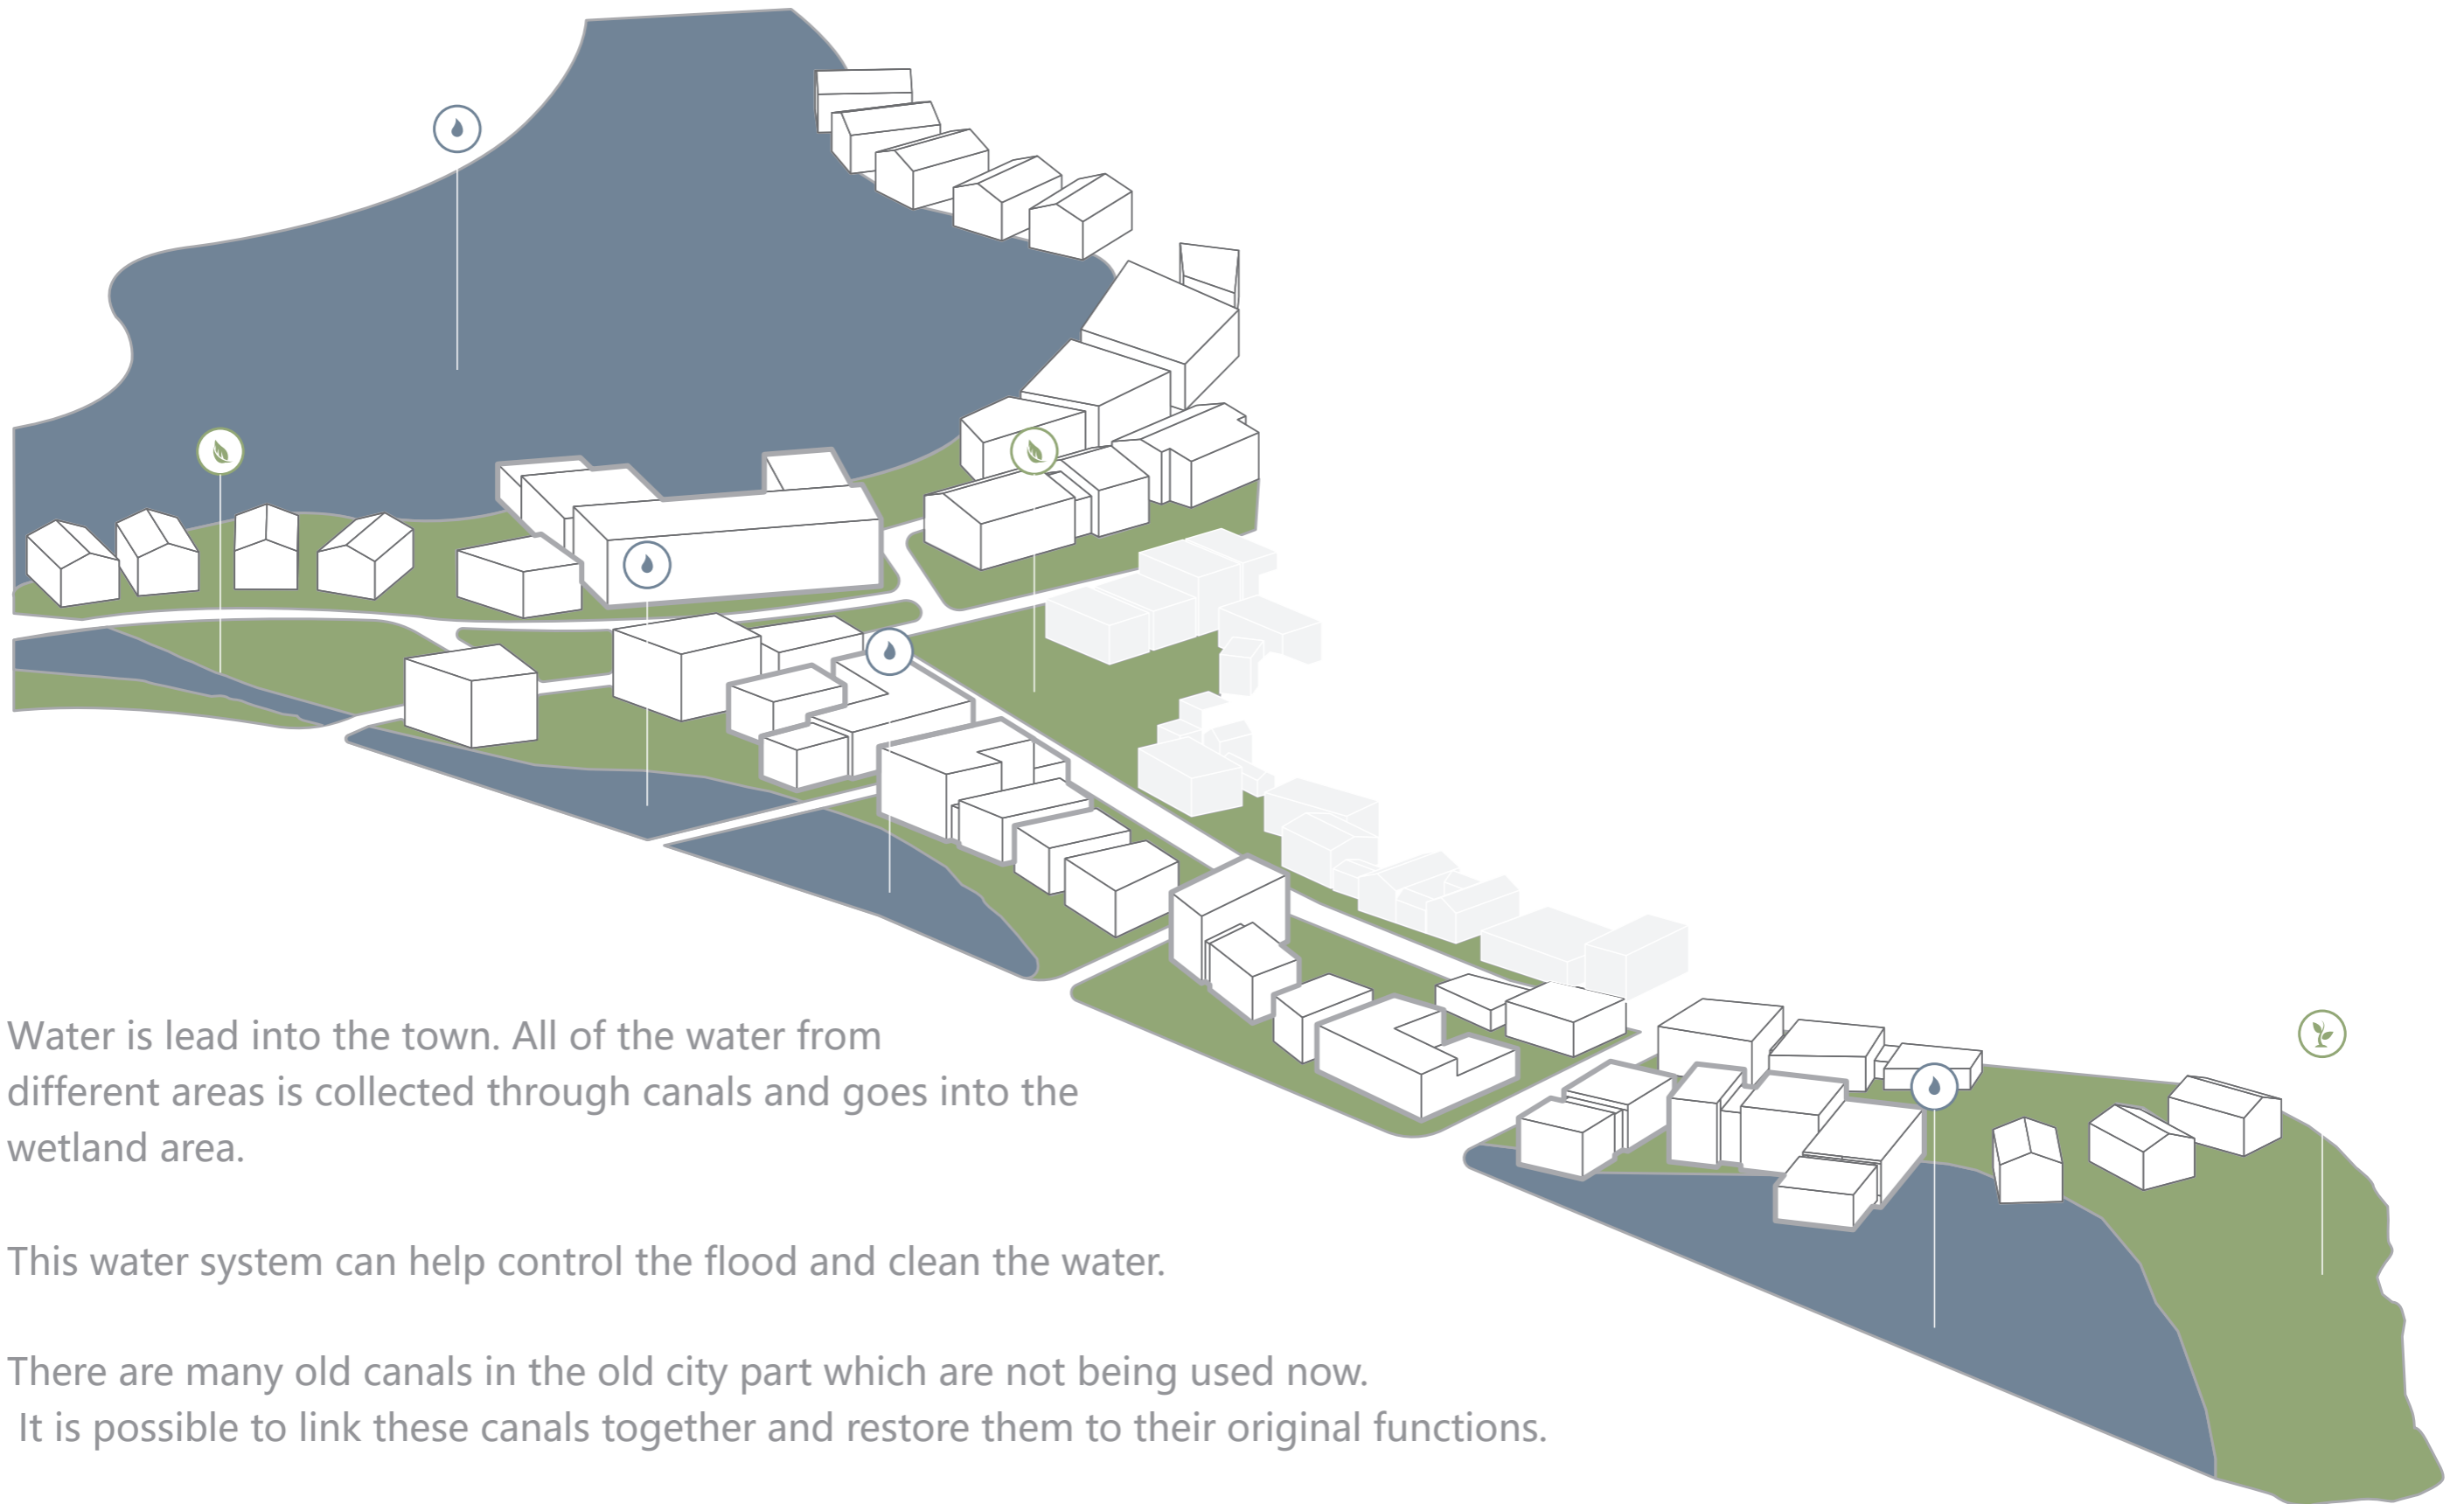 Water is lead into the town. All of the water from
different areas is collected through canals and goes into the
wetland area.
This water system can help control the flood and clean the water.
There are many old canals in the old city part which are not being used now.
It is possible to link these canals together and restore them to their original functions.